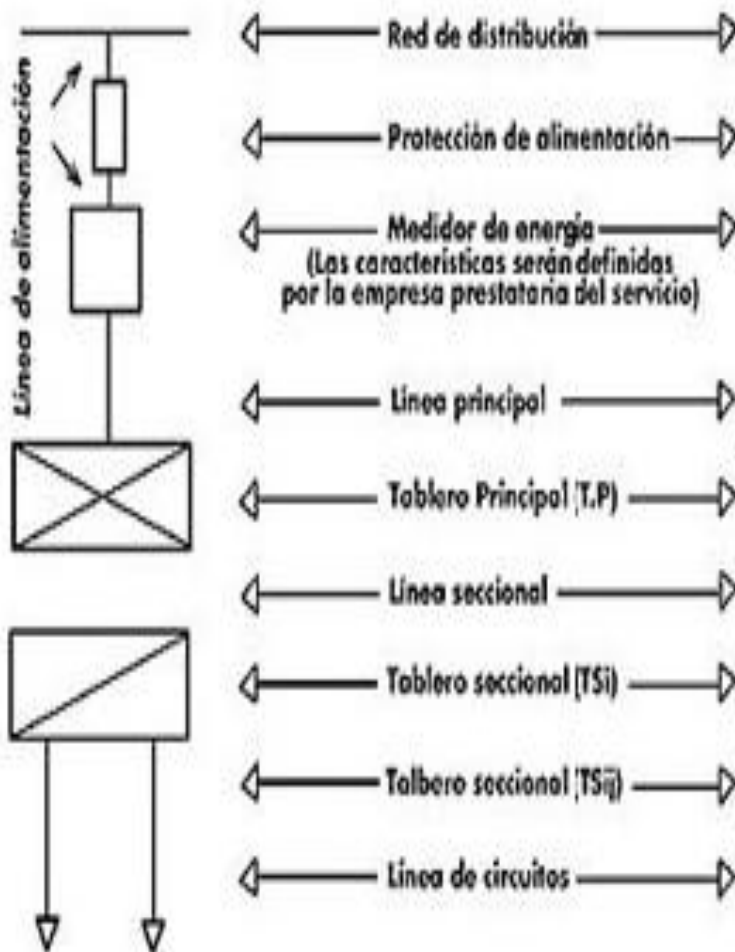 Línea de alimentación
Red de distribución
Protección de alimentación
Medidor de energía
(Las características serán definidas
por la empresa prestataria del servicio)
Línea principal
Tablero Principal (T.P)
Línea seccional
Tablero seccional (TSi)
Talbero seccional (TSij)
Línea de circuitos